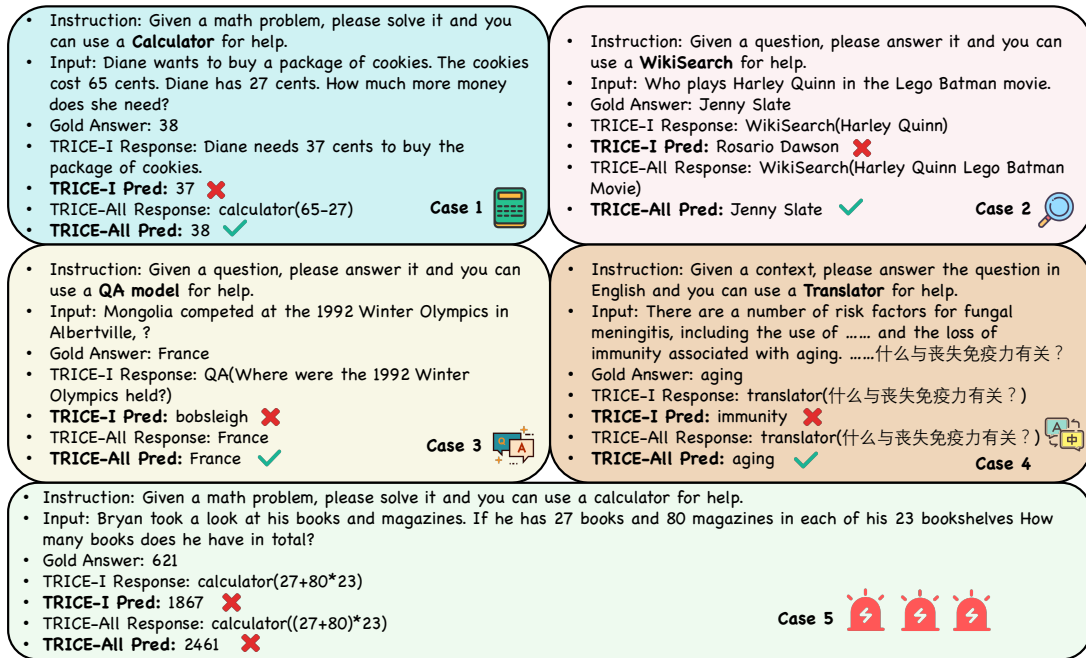 • Instruction: Given a math problem, please solve it and you
can use a Calculator for help.
• Input: Diane wants to buy a package of cookies. The cookies
cost 65 cents. Diane has 27 cents. How much more money
does she need?
• Gold Answer: 38
• TRICE-I Response: Diane needs 37 cents to buy the
package of cookies.
• TRICE-I Pred: 37
• TRICE-All Response: calculator(65-27)
• TRICE-All Pred: 38
Case 1
• Instruction: Given a question, please answer it and you can
use a WikiSearch for help.
• Input: Who plays Harley Quinn in the Lego Batman movie.
• Gold Answer: Jenny Slate
• TRICE-I Response: WikiSearch(Harley Quinn)
• TRICE-I Pred: Rosario Dawson
• TRICE-All Response: WikiSearch(Harley Quinn Lego Batman
Movie)
• TRICE-All Pred: Jenny Slate
Case 2
• Instruction: Given a question, please answer it and you can
use a QA model for help.
• Input: Mongolia competed at the 1992 Winter Olympics in
Albertville, ?
• Gold Answer: France
• TRICE-I Response: QA(Where were the 1992 Winter
Olympics held?)
• TRICE-I Pred: bobsleigh
• TRICE-All Response: France
• TRICE-All Pred: France
Case 3
Q
A
• Instruction: Given a context, please answer the question in
English and you can use a Translator for help.
• Input: There are a number of risk factors for fungal
meningitis, including the use of …… and the loss of
immunity associated with aging. ……什么与丧失免疫力有关？
• Gold Answer: aging
• TRICE-I Response: translator(什么与丧失免疫力有关？)
• TRICE-I Pred: immunity
• TRICE-All Response: translator(什么与丧失免疫力有关？)
• TRICE-All Pred: aging
Case 4
A
中
• Instruction: Given a math problem, please solve it and you can use a calculator for help.
• Input: Bryan took a look at his books and magazines. If he has 27 books and 80 magazines in each of his 23 bookshelves How
many books does he have in total?
• Gold Answer: 621
• TRICE-I Response: calculator(27+80*23)
• TRICE-I Pred: 1867
• TRICE-All Response: calculator((27+80)*23)
• TRICE-All Pred: 2461
Case 5